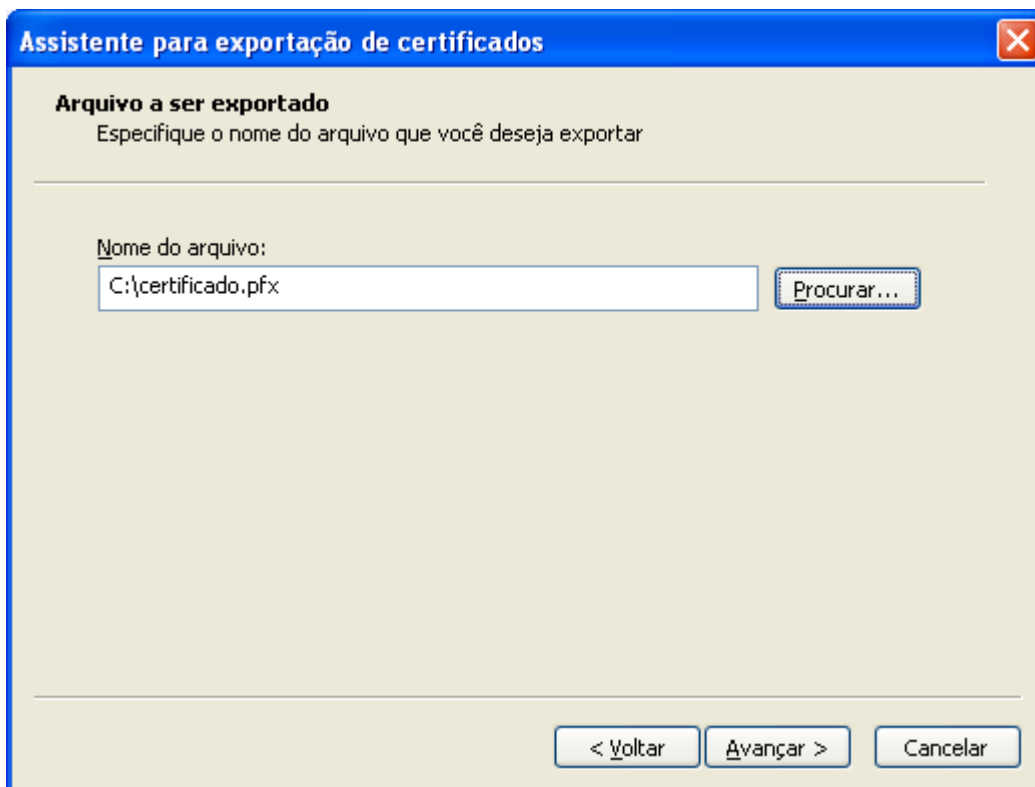 Assistente para exportação de certificados
Arquivo a ser exportado
Especifique o nome do arquivo que você deseja exportar
Nome do arquivo:
C:\certificado.pfx
Procurar...
< Voltar
Avançar >
Cancelar